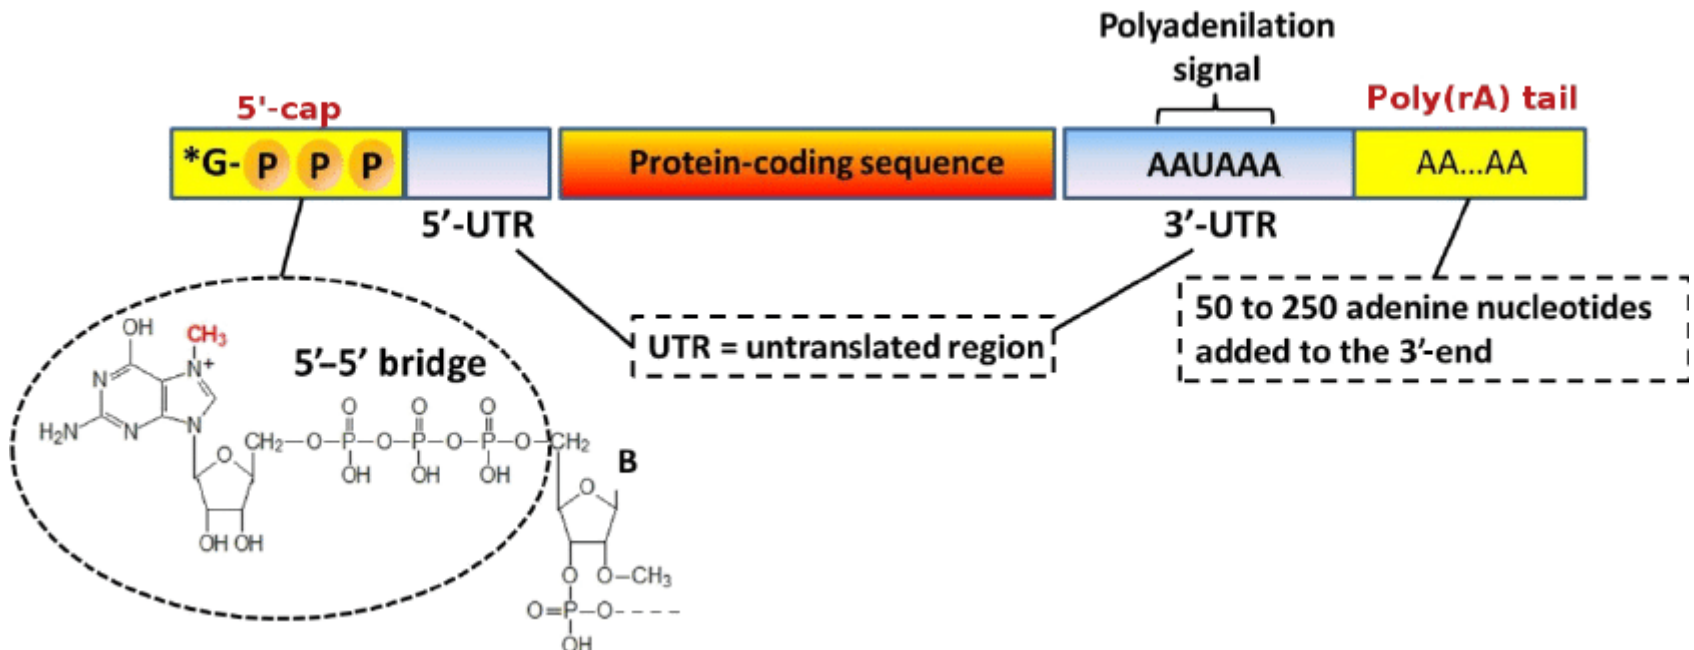 Polyadenilation
signal
5'-cap
Poly(rA) tail
*G- P P P
Protein-coding sequence
AAUAAA
AA...AA
5′-UTR
3′-UTR
UTR = untranslated region
50 to 250 adenine nucleotides
added to the 3′-end
5′–5′ bridge
OH
CH₃
N
N⁺
H₂N
N
N
O
CH₂–O–P–O–P–O–P–O–CH₂
O
O
O
OH
OH
OH
B
O
OH OH
O
O–CH₃
O=P–O----
OH